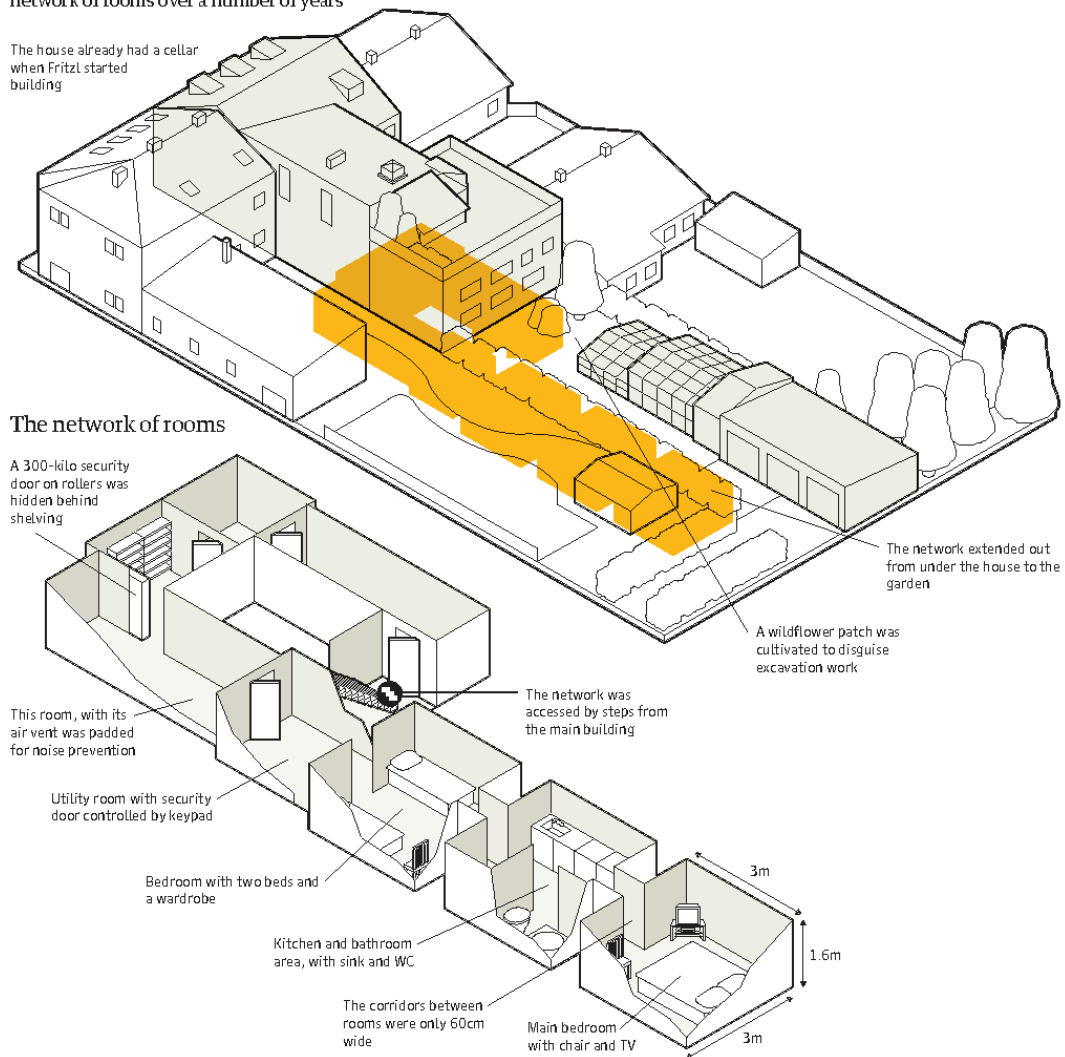 network of rooms over a number of years
The house already had a cellar
when Fritzl started
building
The network of rooms
A 300-kilo security
door on rollers was
hidden behind
shelving
The network extended out
from under the house to the
garden
A wildflower patch was
cultivated to disguise
excavation work
The network was
accessed by steps from
the main building
This room, with its
air vent was padded
for noise prevention
Utility room with security
door controlled by keypad
Bedroom with two beds and
a wardrobe
Kitchen and bathroom
area, with sink and WC
The corridors between
rooms were only 60cm
wide
Main bedroom
with chair and TV
3m
1.6m
3m